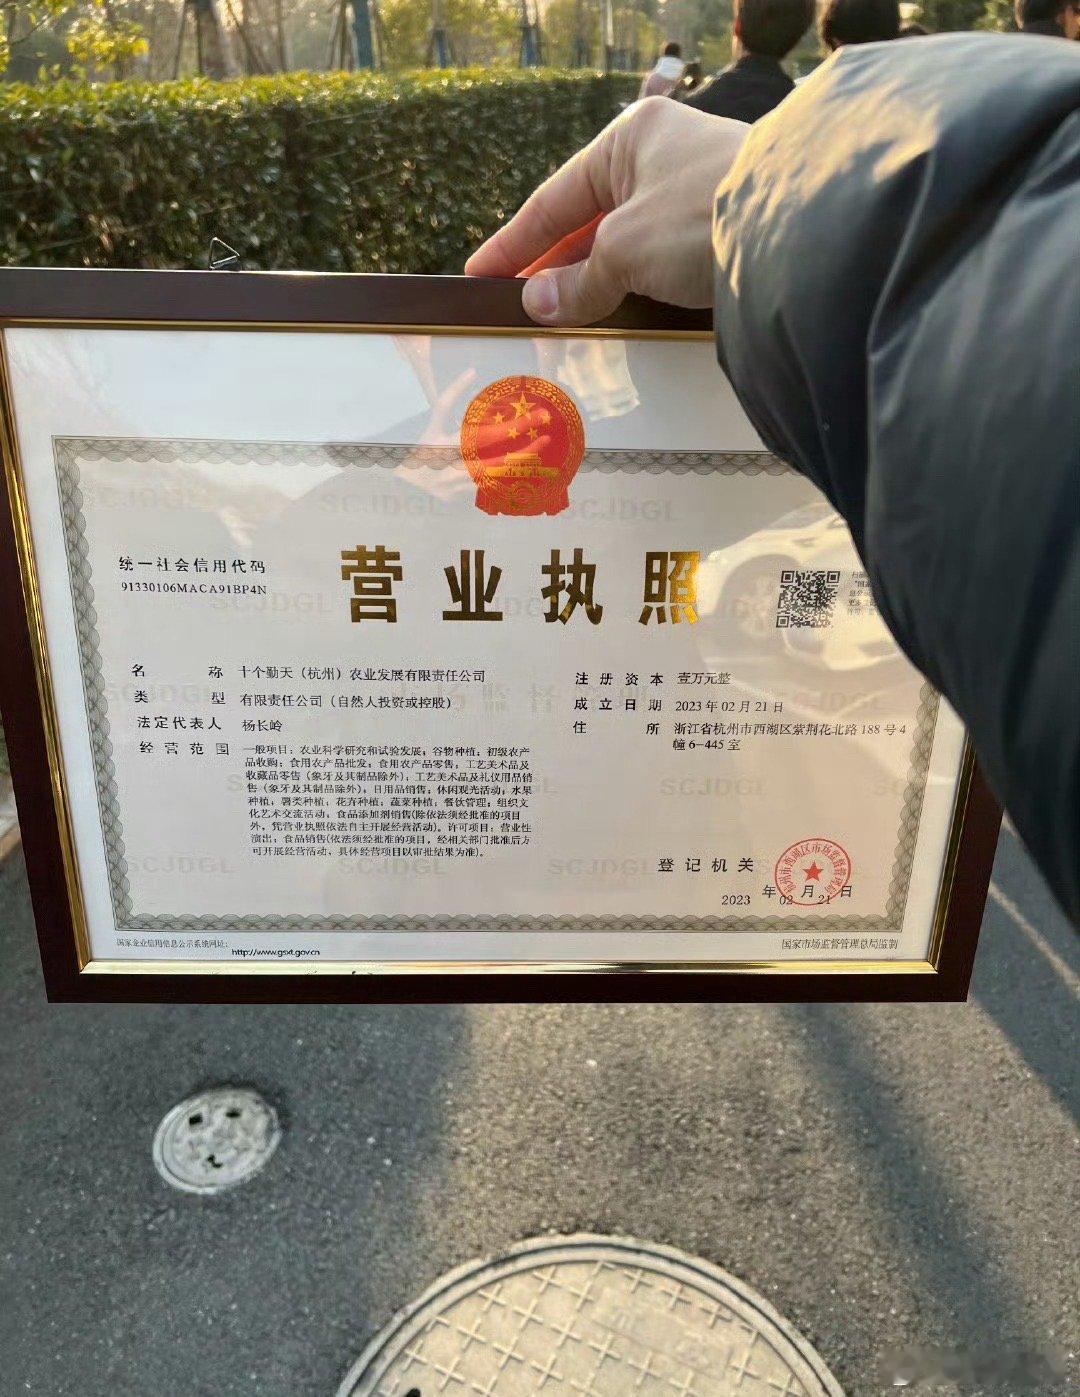 统一社会信用代码
91330106MACA91BP4N
营业执照
名称 十个勤天（杭州）农业发展有限责任公司
类型 有限责任公司（自然人投资或控股）
法定代表人 杨长岭
经营范围 一般项目：农业科学研究和试验发展；谷物种植；初级农产
品收购；食用农产品批发；食用农产品零售；工艺美术品及
收藏品零售（象牙及其制品除外）；工艺美术品及礼仪用品销
售（象牙及其制品除外）；日用品销售；休闲观光活动；水果
种植；薯类种植；花卉种植；蔬菜种植；餐饮管理；组织文
化艺术交流活动；食品添加剂销售(除依法须经批准的项目
外，凭营业执照依法自主开展经营活动)。许可项目：营业性
演出；食品销售(依法须经批准的项目，经相关部门批准后方
可开展经营活动，具体经营项目以审批结果为准)。
注册资本 壹万元整
成立日期 2023年02月21日
住所 浙江省杭州市西湖区紫荆花北路188号4
幢6-445室
登记机关
2023年02月21日
国家企业信用信息公示系统网址：
http://www.gsxt.gov.cn
国家市场监督管理总局监制
SCJDGL